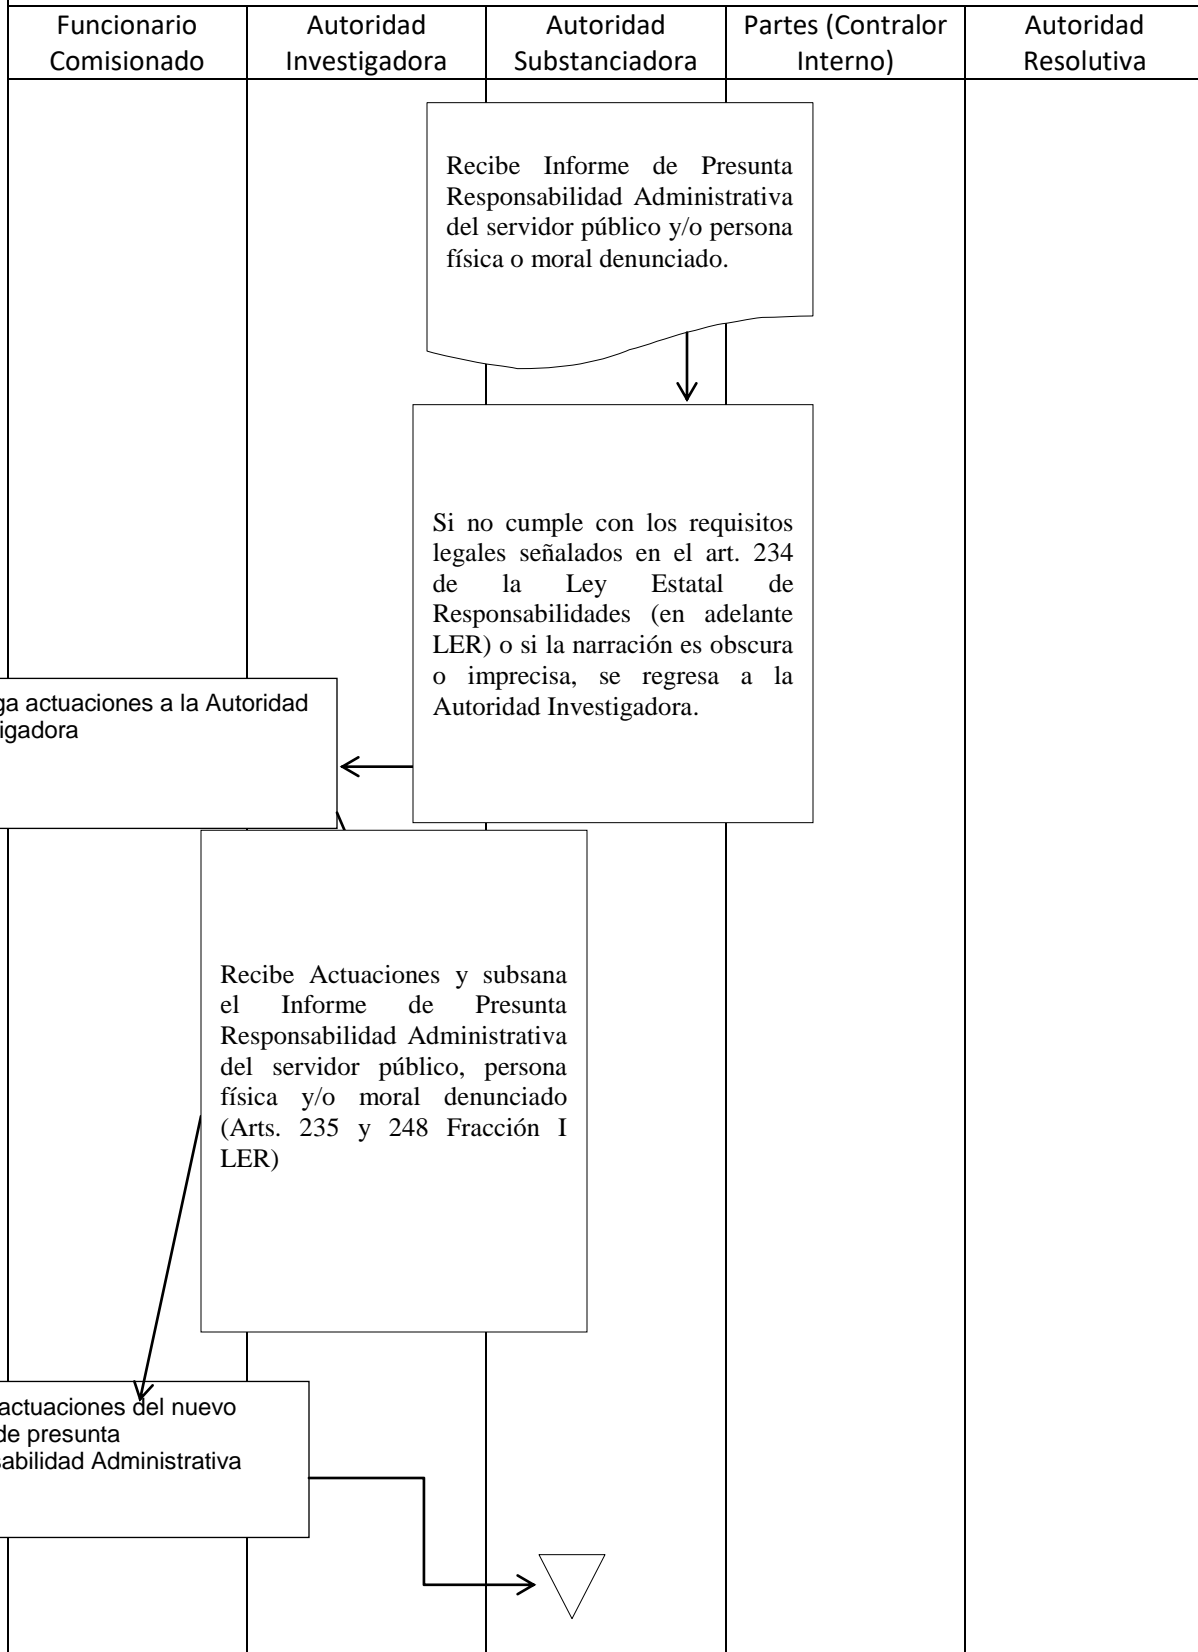 Funcionario
Comisionado
Autoridad
Investigadora
Autoridad
Substanciadora
Partes (Contralor
Interno)
Autoridad
Resolutiva
Recibe Informe de Presunta
Responsabilidad Administrativa
del servidor público y/o persona
física o moral denunciado.
Si no cumple con los requisitos
legales señalados en el art. 234
de la Ley Estatal de
Responsabilidades (en adelante
LER) o si la narración es obscura
o imprecisa, se regresa a la
Autoridad Investigadora.
actuaciones a la Autoridad
Recibe Actuaciones y subsana
el Informe de Presunta
Responsabilidad Administrativa
del servidor público, persona
física y/o moral denunciado
(Arts. 235 y 248 Fracción I
LER)
actuaciones del nuevo
de presunta
Administrativa